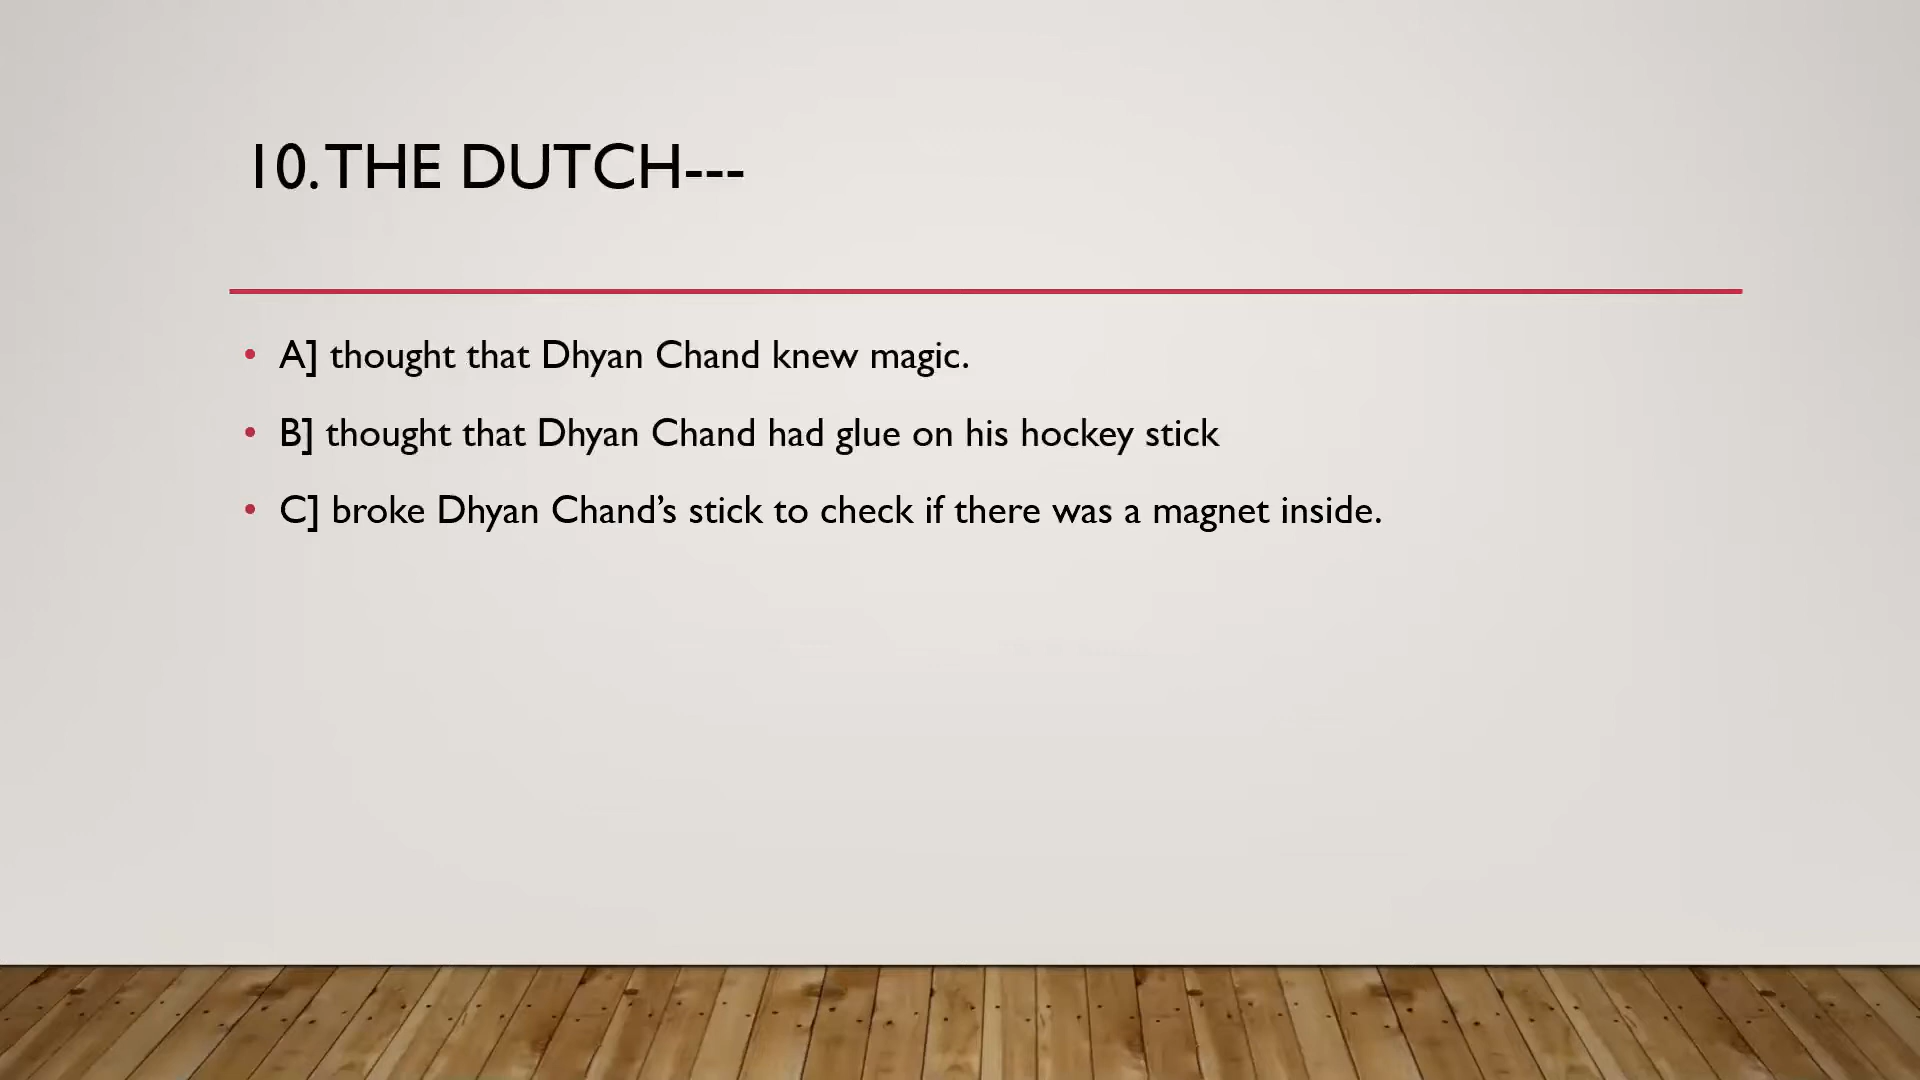 10. THE DUTCH---
• A] thought that Dhyan Chand knew magic.
• B] thought that Dhyan Chand had glue on his hockey stick
• C] broke Dhyan Chand’s stick to check if there was a magnet inside.